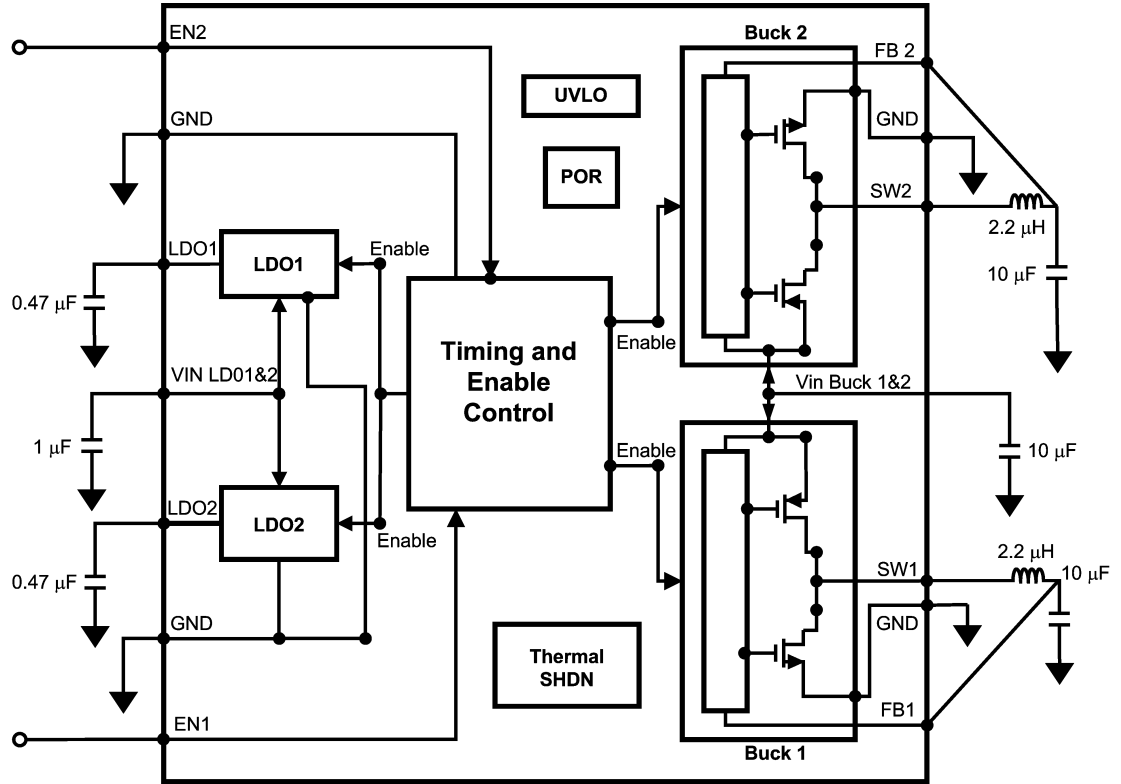 EN2
Buck 2
FB 2
UVLO
GND
GND
POR
SW2
2.2 μH
LDO1
LDO1
Enable
10 μF
0.47 μF
Timing and
Enable
Control
Enable
VIN LD01&2
Vin Buck 1&2
1 μF
Enable
10 μF
LDO2
LDO2
Enable
2.2 μH
SW1
10 μF
0.47 μF
GND
GND
Thermal
SHDN
EN1
FB1
Buck 1